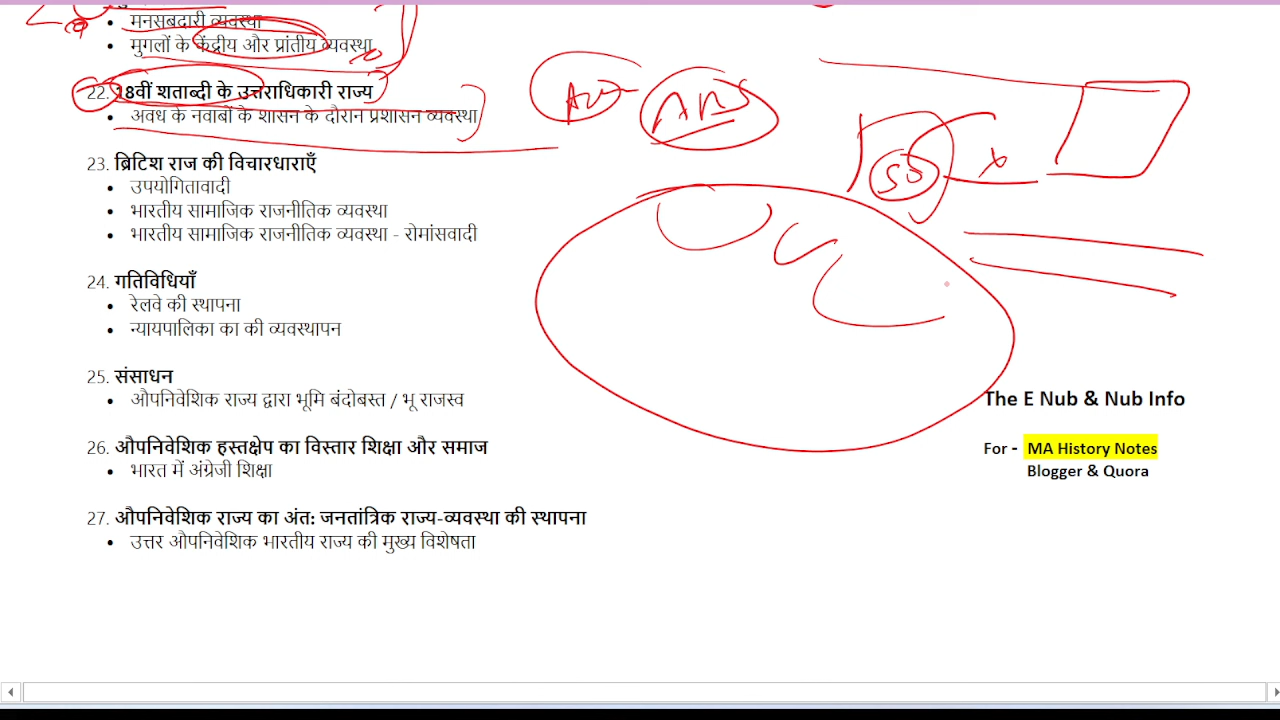 मनसबदारी व्यवस्था
मुगलों के केंद्रीय और प्रांतीय व्यवस्था
22. 18वीं शताब्दी के उत्तराधिकारी राज्य
अवध के नवाबों के शासन के दौरान प्रशासन व्यवस्था
23. ब्रिटिश राज की विचारधाराएँ
उपयोगितावादी
भारतीय सामाजिक राजनीतिक व्यवस्था
भारतीय सामाजिक राजनीतिक व्यवस्था - रोमांसवादी
24. गतिविधियाँ
रेलवे की स्थापना
न्यायपालिका का की व्यवस्थापन
25. संसाधन
औपनिवेशिक राज्य द्वारा भूमि बंदोबस्त / भू राजस्व
26. औपनिवेशिक हस्तक्षेप का विस्तार शिक्षा और समाज
भारत में अंग्रेजी शिक्षा
27. औपनिवेशिक राज्य का अंत: जनतांत्रिक राज्य-व्यवस्था की स्थापना
उत्तर औपनिवेशिक भारतीय राज्य की मुख्य विशेषता
ANS
The E Nub & Nub Info
For - MA History Notes
Blogger & Quora